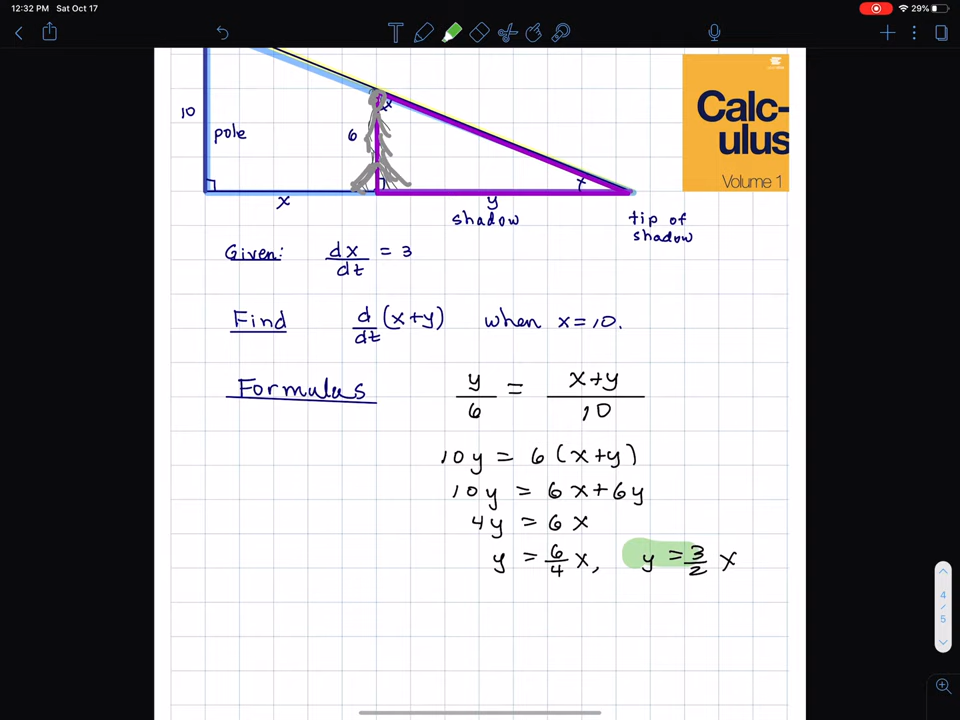 12:32 PM Sat Oct 17
29%
T
10
pole
6
x
x
y
shadow
tip of
shadow
Calc-
ulus
Volume 1
Given: dx/dt = 3
Find d/dt (x+y) when x=10.
Formulas y/6 = x+y/10
10y = 6(x+y)
10y = 6x+6y
4y = 6x
y = 6/4 x, y = 3/2 x
4
/
5